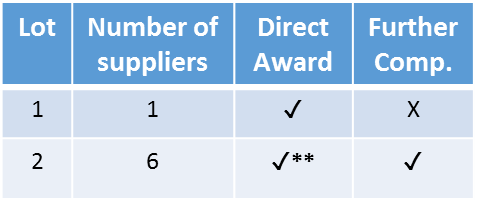 Lot Number of suppliers Direct Award Further Comp.
1 1 ✓ X
2 6 ✓** ✓